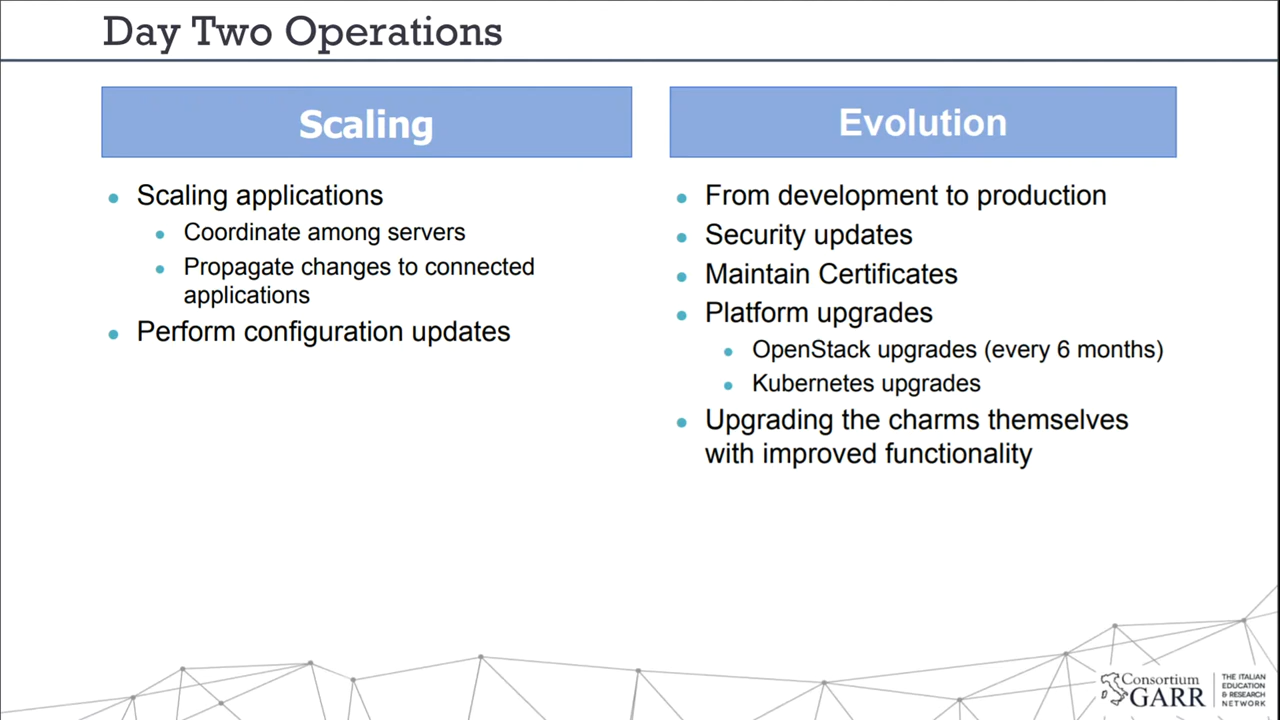 Day Two Operations
Scaling
Scaling applications
Coordinate among servers
Propagate changes to connected
applications
Perform configuration updates
Evolution
From development to production
Security updates
Maintain Certificates
Platform upgrades
OpenStack upgrades (every 6 months)
Kubernetes upgrades
Upgrading the charms themselves
with improved functionality
Consortium
GARR
THE ITALIAN
EDUCATION
& RESEARCH
NETWORK